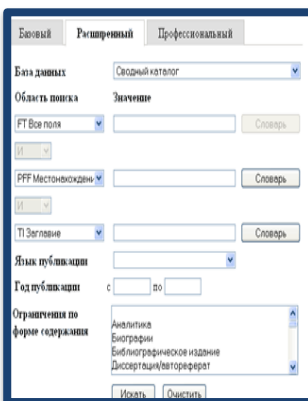 Базовый Расширенный Профессиональный
База данных Сводный каталог
Область поиска Значение
FT Все поля Словарь
И
PFF Местонахождени Словарь
И
TI Заглавие Словарь
Язык публикации
Год публикации с по
Ограничения по
форме содержания
Аналитика
Биографии
Библиографическое издание
Диссертация/автореферат
Искать Очистить